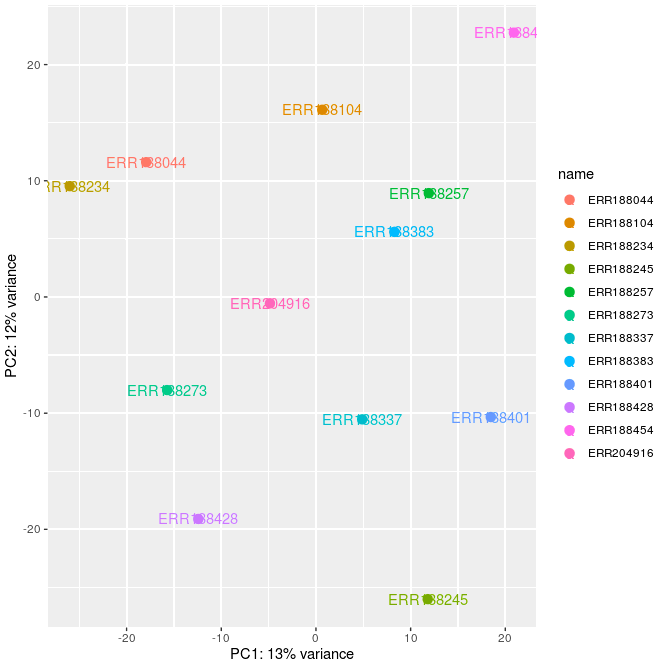 ERR1884
20
ERR188104
ERR188044
RR188234
10
ERR188257
ERR188383
0
ERR204916
ERR188273
-10
ERR188337
ERR188401
ERR188428
-20
ERR188245
-20
-10
0
10
20
PC1: 13% variance
PC2: 12% variance
name
ERR188044
ERR188104
ERR188234
ERR188245
ERR188257
ERR188273
ERR188337
ERR188383
ERR188401
ERR188428
ERR188454
ERR204916